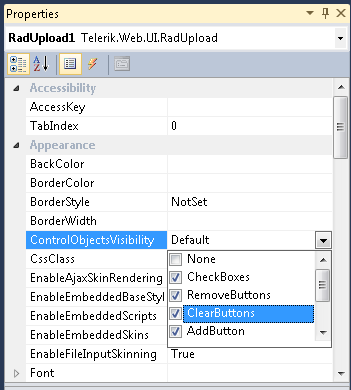 Properties
RadUpload1 Telerik.Web.UI.RadUpload
Accessibility
AccessKey
TabIndex 0
Appearance
BackColor
BorderColor
BorderStyle NotSet
BorderWidth
ControlObjectsVisibility Default
CssClass None
EnableAjaxSkinRendering CheckBoxes
EnableEmbeddedBaseStyl RemoveButtons
EnableEmbeddedScripts ClearButtons
EnableEmbeddedSkins AddButton
EnableFileInputSkinning True
Font